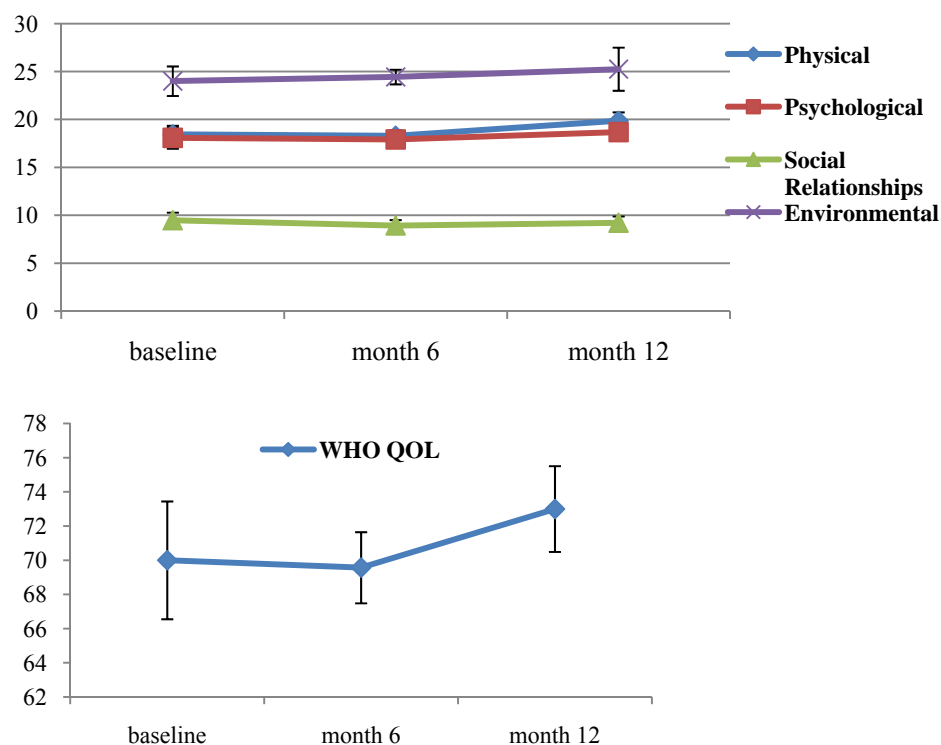 30
25
20
15
10
5
0
baseline month 6 month 12
Physical
Psychological
Social
Relationships
Environmental
78
76
74
72
70
68
66
64
62
WHO QOL
baseline month 6 month 12